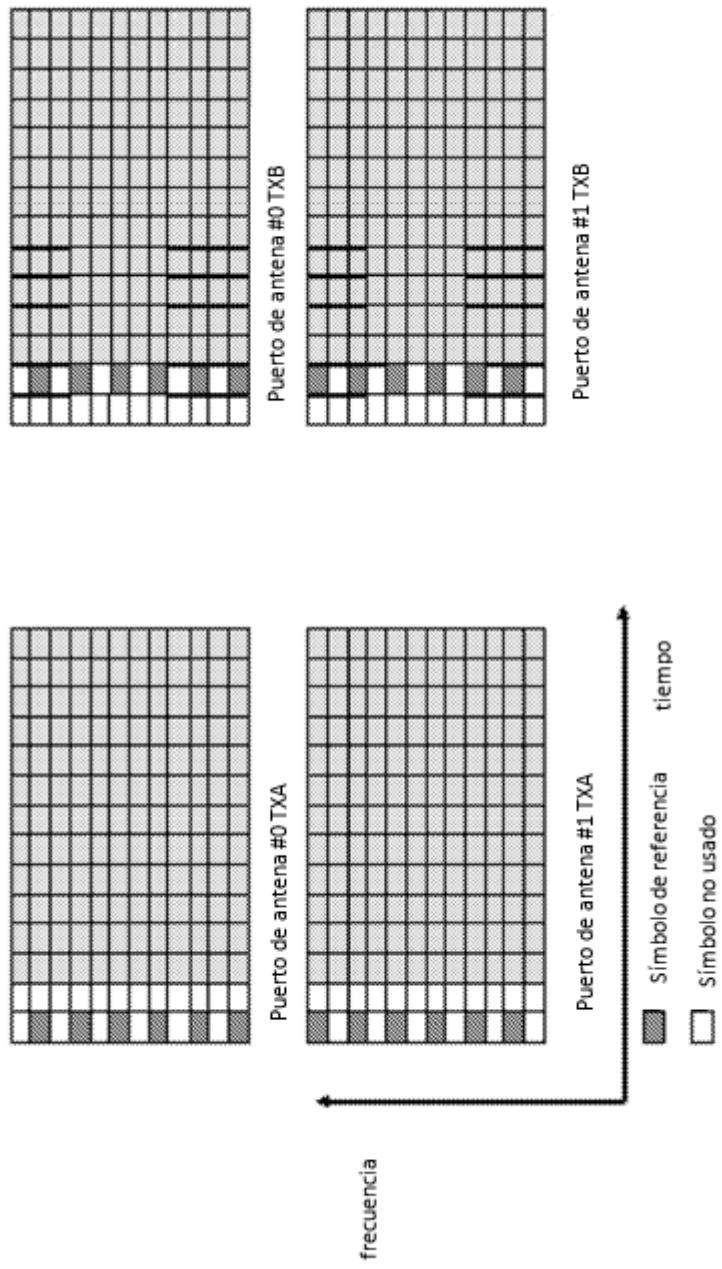 Puerto de antena #0 TXA
Puerto de antena #0 TXB
Puerto de antena #1 TXA
Puerto de antena #1 TXB
frecuencia
tiempo
Símbolo de referencia
Símbolo no usado